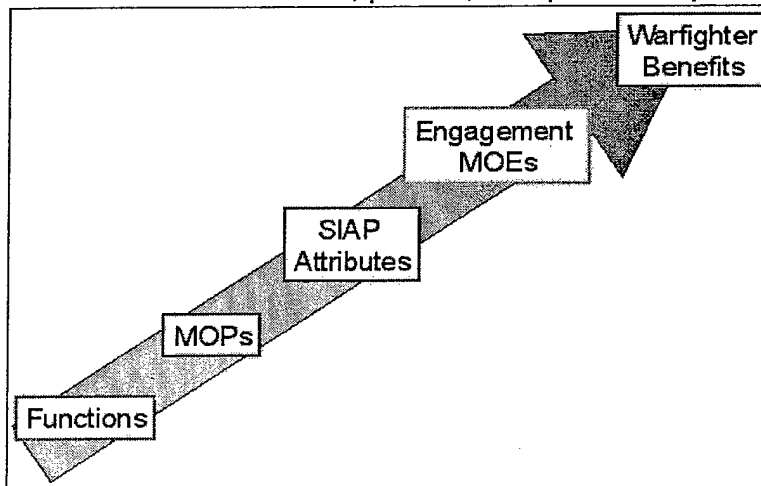 Warfighter
Benefits
Engagement
MOEs
SIAP
Attributes
MOPs
Functions